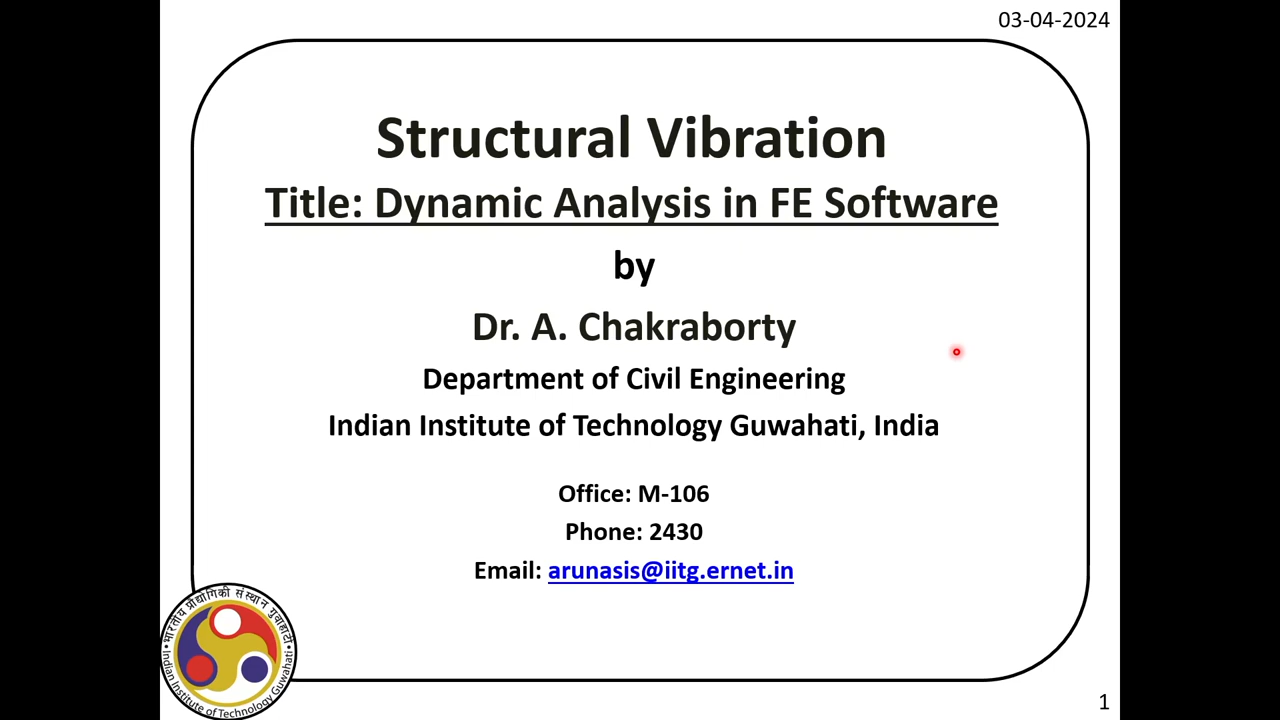 03-04-2024
Structural Vibration
Title: Dynamic Analysis in FE Software
by
Dr. A. Chakraborty
Department of Civil Engineering
Indian Institute of Technology Guwahati, India
Office: M-106
Phone: 2430
Email: arunasis@iitg.ernet.in
भारतीय प्रौद्योगिकी संस्थान गुवाहाटी
Indian Institute of Technology Guwahati
1